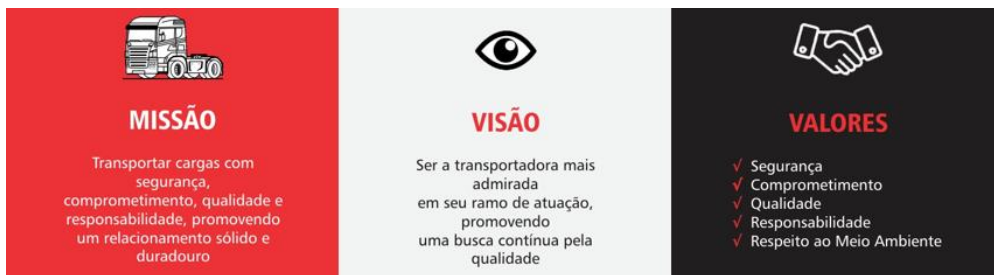 MISSÃO
Transportar cargas com
segurança,
comprometimento, qualidade e
responsabilidade, promovendo
um relacionamento sólido e
duradouro
VISÃO
Ser a transportadora mais
admirada
em seu ramo de atuação,
promovendo
uma busca contínua pela
qualidade
VALORES
√ Segurança
√ Comprometimento
√ Qualidade
√ Responsabilidade
√ Respeito ao Meio Ambiente